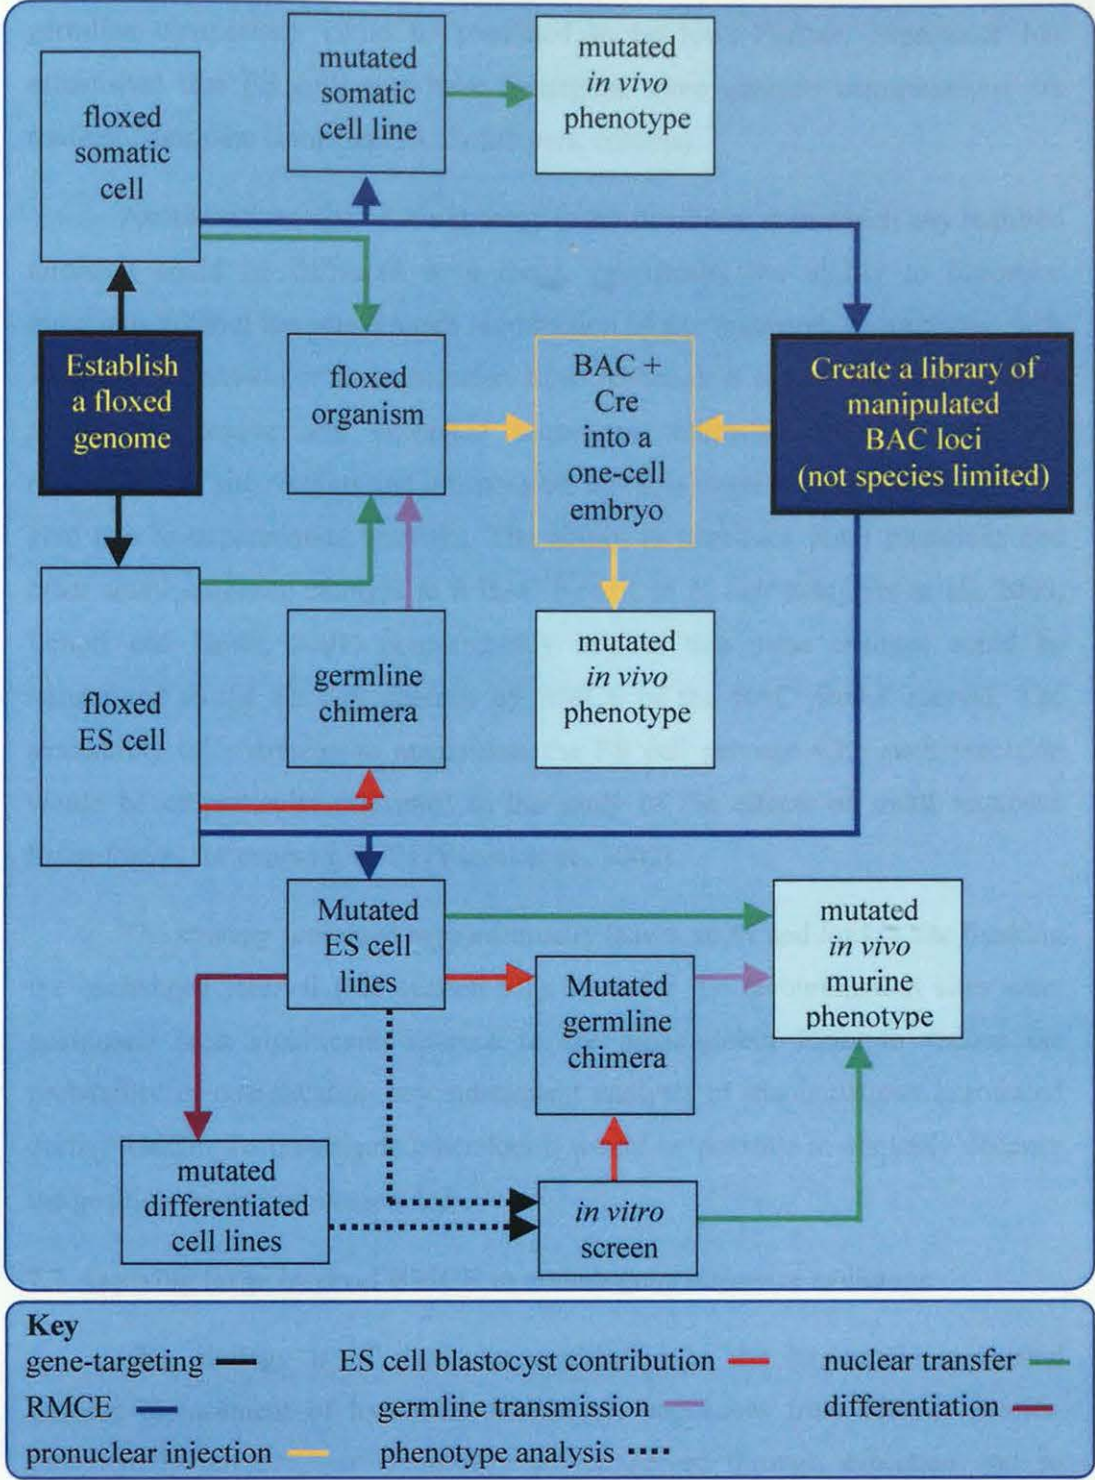 floxed
somatic
cell
mutated
somatic
cell line
mutated
in vivo
phenotype
Establish
a floxed
genome
floxed
organism
BAC +
Cre
into a
one-cell
embryo
Create a library of
manipulated
BAC loci
(not species limited)
floxed
ES cell
germline
chimera
mutated
in vivo
phenotype
Mutated
ES cell
lines
Mutated
germline
chimera
mutated
in vivo
murine
phenotype
mutated
differentiated
cell lines
in vitro
screen
Key
gene-targeting
ES cell blastocyst contribution
nuclear transfer
RMCE
germline transmission
differentiation
pronuclear injection
phenotype analysis